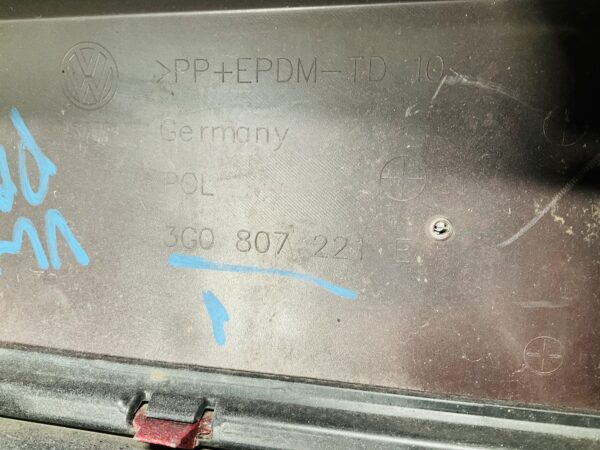 >PP+EPDM-TD 10<
Germany
POL
3G0 807 221 E